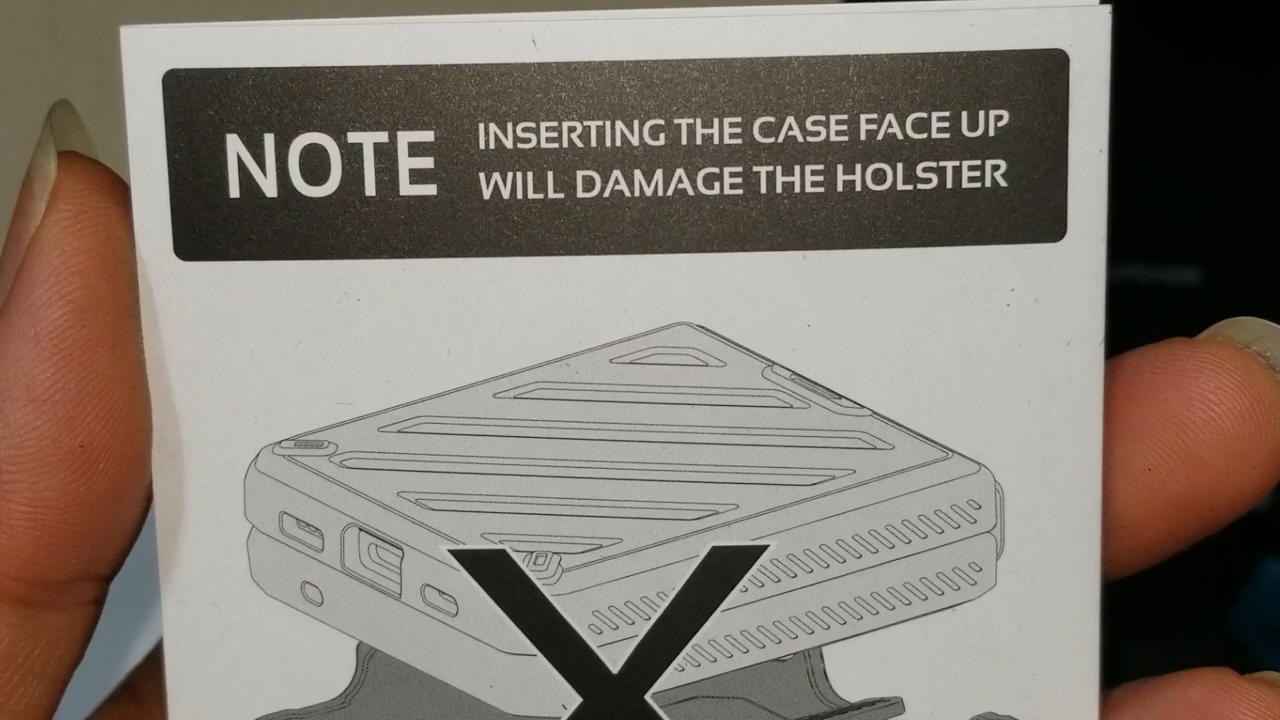 NOTE
INSERTING THE CASE FACE UP
WILL DAMAGE THE HOLSTER